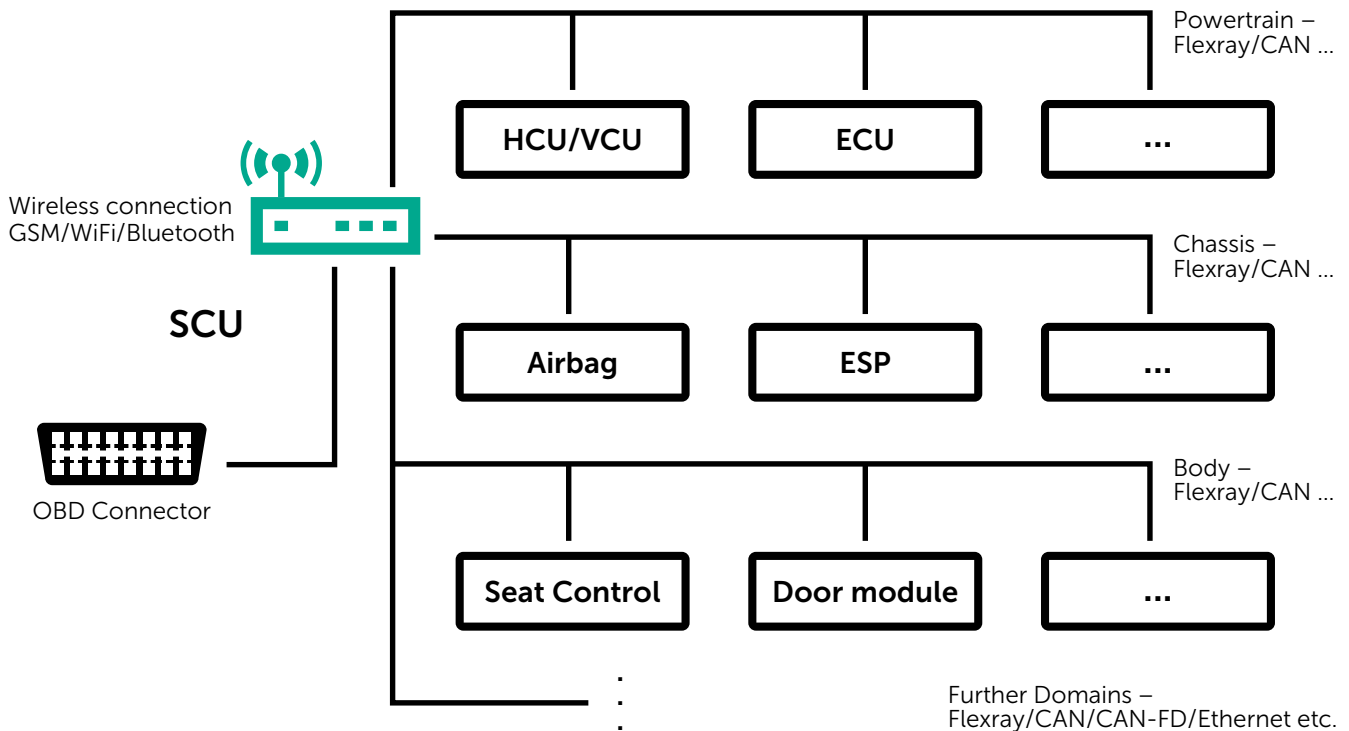 Powertrain –
Flexray/CAN ...
HCU/VCU
ECU
...
Wireless connection
GSM/WiFi/Bluetooth
Chassis –
Flexray/CAN ...
SCU
Airbag
ESP
...
OBD Connector
Body –
Flexray/CAN ...
Seat Control
Door module
...
Further Domains –
Flexray/CAN/CAN-FD/Ethernet etc.